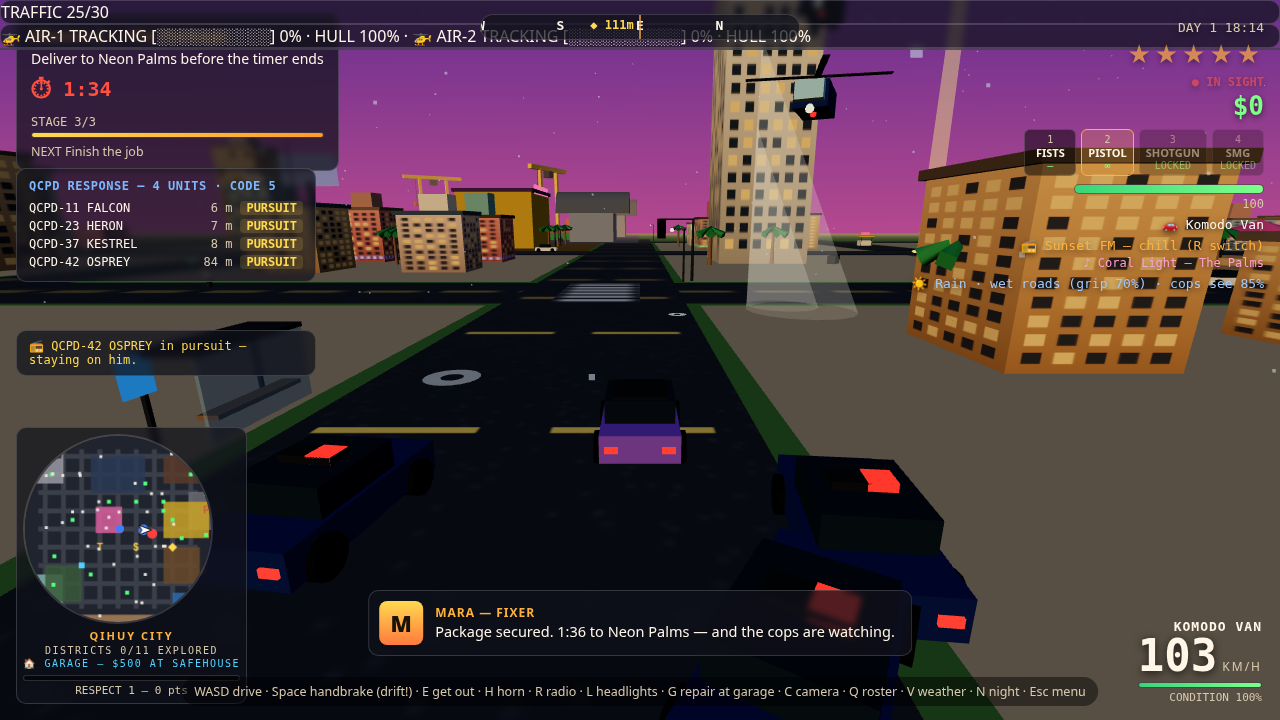 TRAFFIC 25/30
🚁 AIR-1 TRACKING [░░░░░░░░░░░░] 0% · HULL 100% · 🚁 AIR-2 TRACKING [░░░░░░░░░░░░] 0% · HULL 100%
S ◆ 111m E N
DAY 1 18:14
★ ★ ★ ★ ★
● IN SIGHT
$0
Deliver to Neon Palms before the timer ends
⏱ 1:34
STAGE 3/3
NEXT Finish the job
1 FISTS —
2 PISTOL ∞
3 SHOTGUN LOCKED
4 SMG LOCKED
100
🚗 Komodo Van
📻 Sunset FM — chill (R switch)
♪ Coral Light — The Palms
☀️ Rain · wet roads (grip 70%) · cops see 85%
QCPD RESPONSE — 4 UNITS · CODE 5
QCPD-11 FALCON 6 m PURSUIT
QCPD-23 HERON 7 m PURSUIT
QCPD-37 KESTREL 8 m PURSUIT
QCPD-42 OSPREY 84 m PURSUIT
📻 QCPD-42 OSPREY in pursuit —
staying on him.
T S
QIHUY CITY
DISTRICTS 0/11 EXPLORED
🏠 GARAGE — $500 AT SAFEHOUSE
RESPECT 1 — 0 pts
M
MARA — FIXER
Package secured. 1:36 to Neon Palms — and the cops are watching.
WASD drive · Space handbrake (drift!) · E get out · H horn · R radio · L headlights · G repair at garage · C camera · Q roster · V weather · N night · Esc menu
KOMODO VAN
103 KM/H
CONDITION 100%